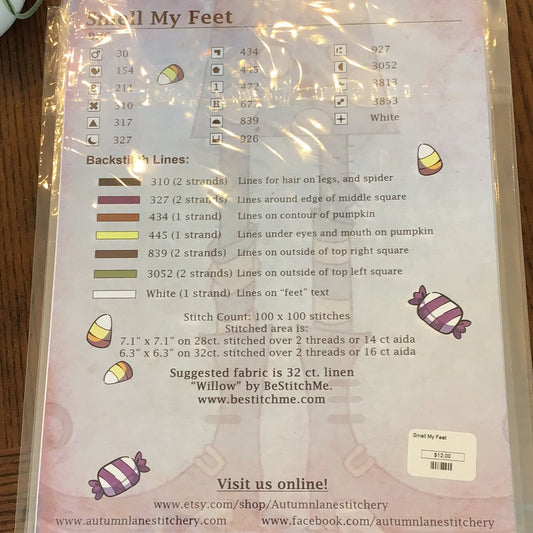 Smell My Feet
30 434 927
154 445 3052
211 472 3813
310 677 3853
317 839 White
327 926
Backstitch Lines:
310 (2 strands) Lines for hair on legs, and spider
327 (2 strands) Lines around edge of middle square
434 (1 strand) Lines on contour of pumpkin
445 (1 strand) Lines under eyes and mouth on pumpkin
839 (2 strands) Lines on outside of top right square
3052 (2 strands) Lines on outside of top left square
White (1 strand) Lines on "feet" text
Stitch Count: 100 x 100 stitches
Stitched area is:
7.1" x 7.1" on 28ct. stitched over 2 threads or 14 ct aida
6.3" x 6.3" on 32ct. stitched over 2 threads or 16 ct aida
Suggested fabric is 32 ct. linen
"Willow" by BeStitchMe.
www.bestitchme.com
Smell My Feet
$12.00
Visit us online!
www.etsy.com/shop/Autumnlanestitchery
www.autumnlanestitchery.com www.facebook.com/autumnlanestitchery